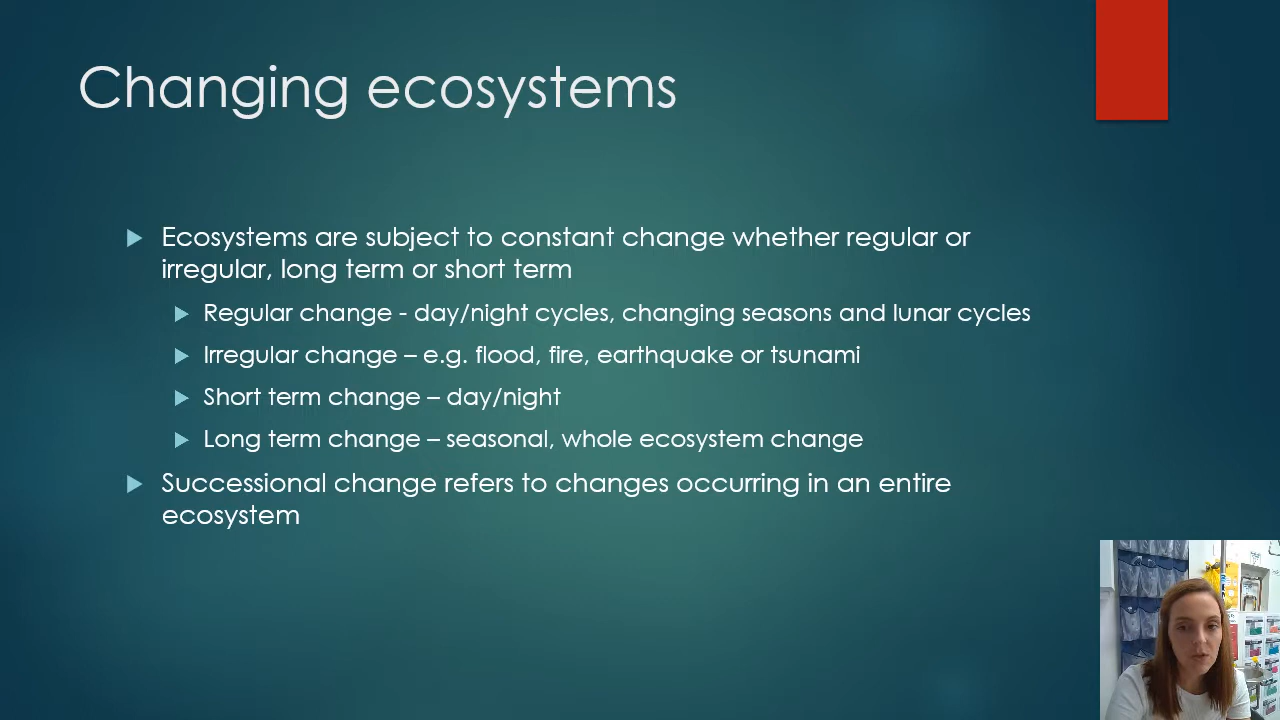 Changing ecosystems
Ecosystems are subject to constant change whether regular or
irregular, long term or short term
Regular change - day/night cycles, changing seasons and lunar cycles
Irregular change – e.g. flood, fire, earthquake or tsunami
Short term change – day/night
Long term change – seasonal, whole ecosystem change
Successional change refers to changes occurring in an entire
ecosystem